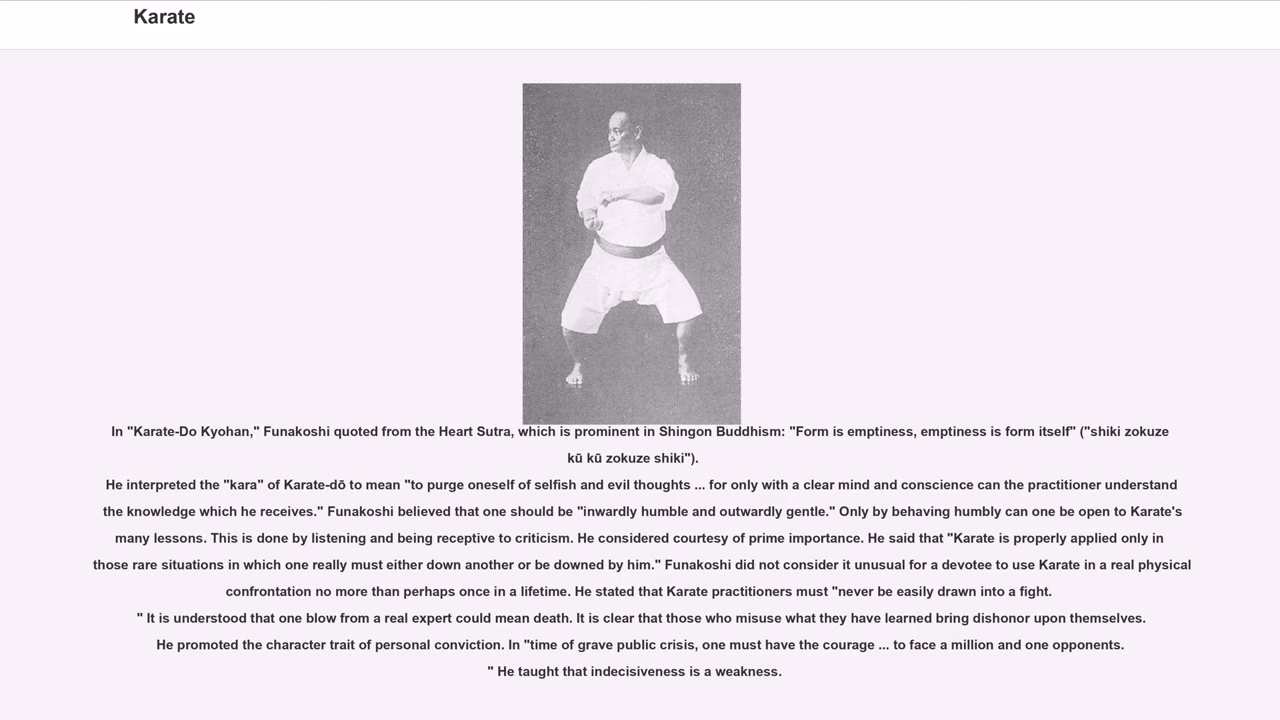 Karate
In "Karate-Do Kyohan," Funakoshi quoted from the Heart Sutra, which is prominent in Shingon Buddhism: "Form is emptiness, emptiness is form itself" ("shiki zokuze
kū kū zokuze shiki").
He interpreted the "kara" of Karate-dō to mean "to purge oneself of selfish and evil thoughts ... for only with a clear mind and conscience can the practitioner understand
the knowledge which he receives." Funakoshi believed that one should be "inwardly humble and outwardly gentle." Only by behaving humbly can one be open to Karate's
many lessons. This is done by listening and being receptive to criticism. He considered courtesy of prime importance. He said that "Karate is properly applied only in
those rare situations in which one really must either down another or be downed by him." Funakoshi did not consider it unusual for a devotee to use Karate in a real physical
confrontation no more than perhaps once in a lifetime. He stated that Karate practitioners must "never be easily drawn into a fight.
" It is understood that one blow from a real expert could mean death. It is clear that those who misuse what they have learned bring dishonor upon themselves.
He promoted the character trait of personal conviction. In "time of grave public crisis, one must have the courage ... to face a million and one opponents.
" He taught that indecisiveness is a weakness.